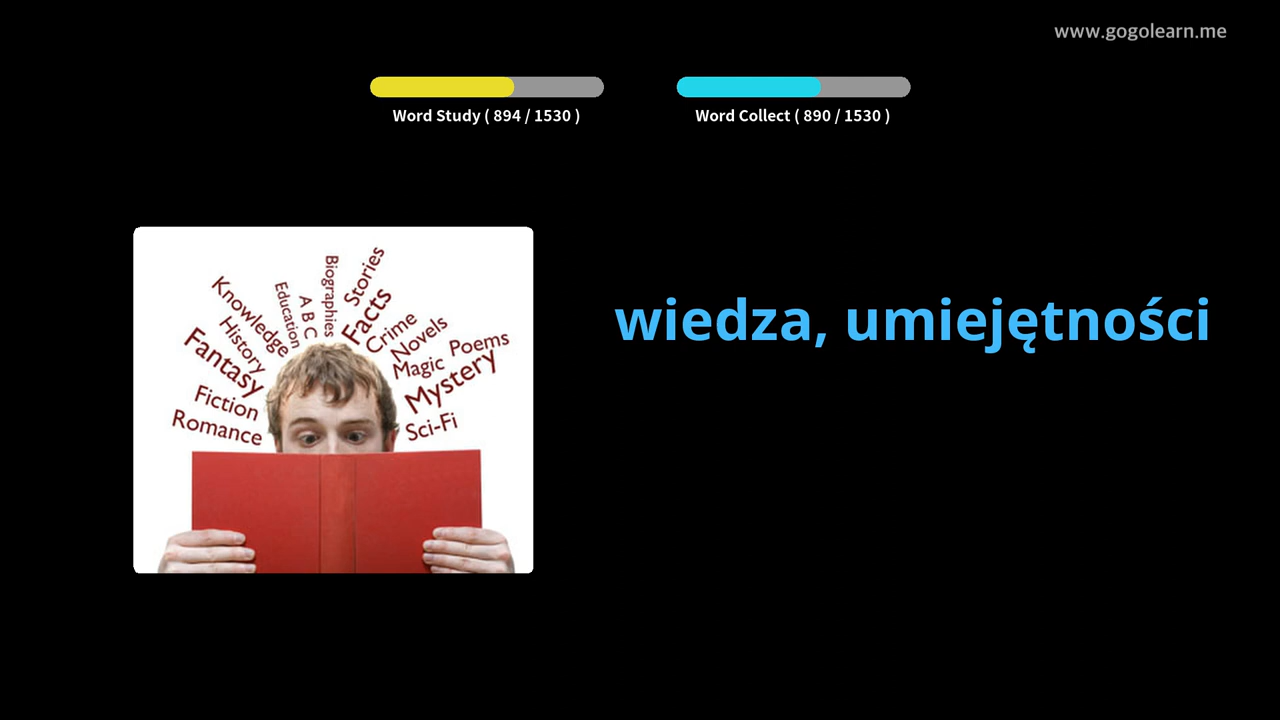 www.gogolearn.me
Word Study ( 894 / 1530 )
Word Collect ( 890 / 1530 )
wiedza, umiejętności
Knowledge
Education
A B C
Biographies
Stories
Facts
Crime
Novels
Poems
Magic
Mystery
Sci-Fi
History
Fantasy
Fiction
Romance